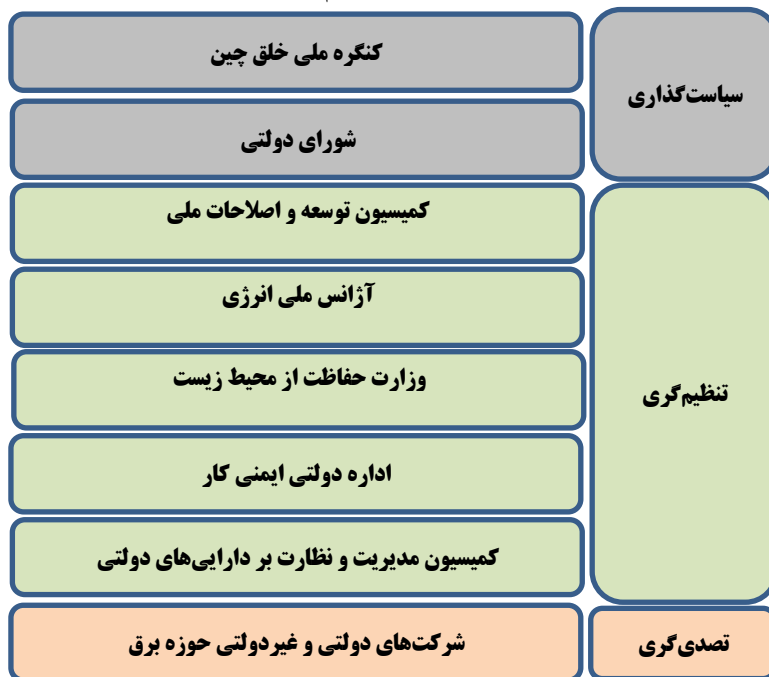 سیاست‌گذاری
کنگره ملی خلق چین
شورای دولتی
تنظیم‌گری
کمیسیون توسعه و اصلاحات ملی
آژانس ملی انرژی
وزارت حفاظت از محیط زیست
اداره دولتی ایمنی کار
کمیسیون مدیریت و نظارت بر دارایی‌های دولتی
تصدی‌گری
شرکت‌های دولتی و غیردولتی حوزه برق